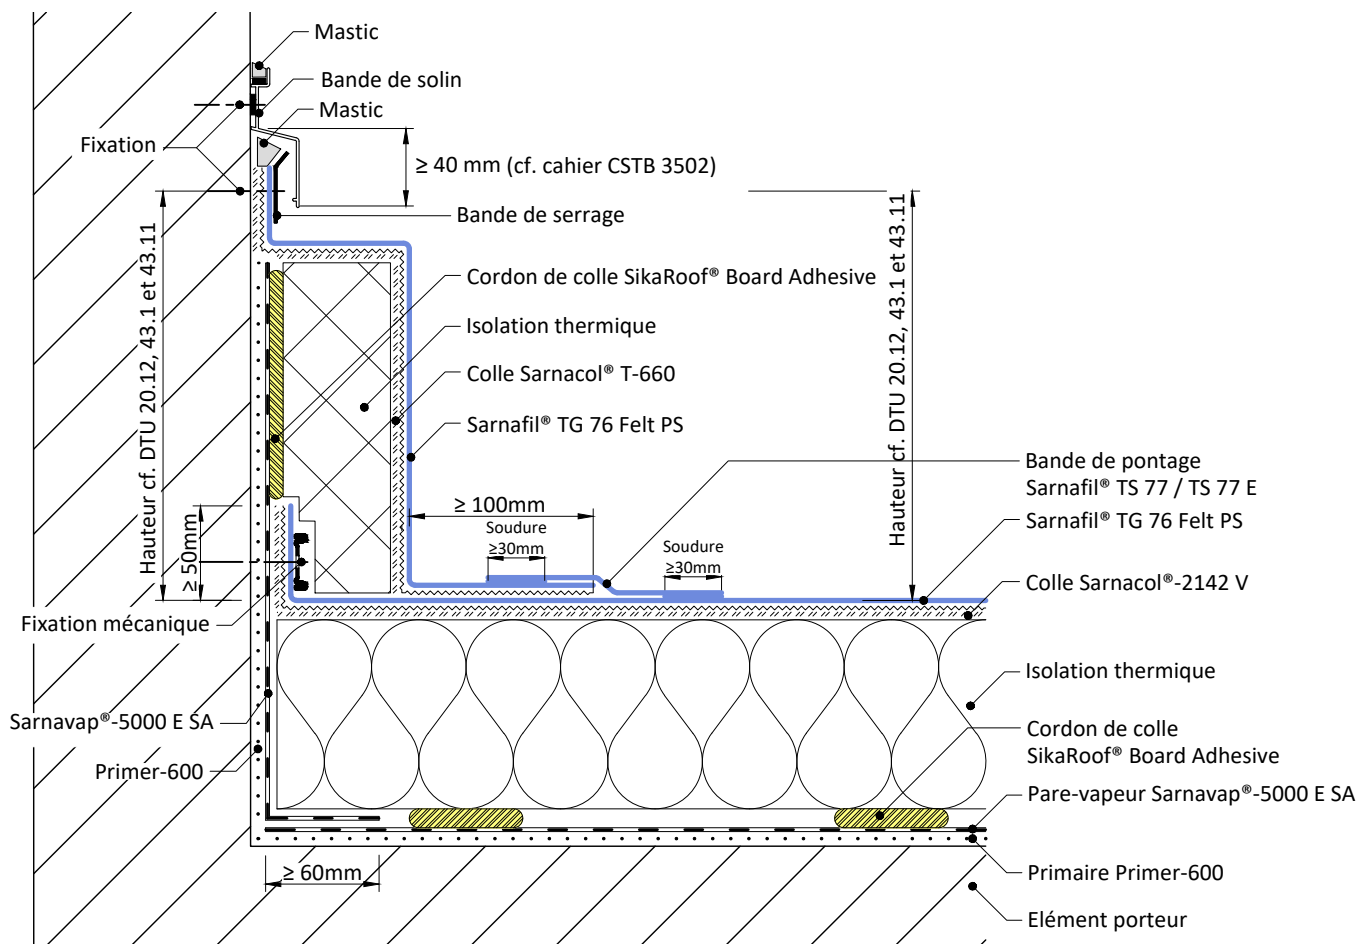 Mastic
Bande de solin
Mastic
Fixation
≥ 40 mm (cf. cahier CSTB 3502)
Bande de serrage
Hauteur cf. DTU 20.12, 43.1 et 43.11
Hauteur cf. DTU 20.12, 43.1 et 43.11
Cordon de colle SikaRoof® Board Adhesive
Isolation thermique
Colle Sarnacol® T-660
Sarnafil® TG 76 Felt PS
Bande de pontage
Sarnafil® TS 77 / TS 77 E
Sarnafil® TG 76 Felt PS
≥ 100mm
Soudure
≥30mm
Soudure
≥30mm
≥ 50mm
Colle Sarnacol®-2142 V
Fixation mécanique
Isolation thermique
Sarnavap®-5000 E SA
Cordon de colle
SikaRoof® Board Adhesive
Primer-600
Pare-vapeur Sarnavap®-5000 E SA
≥ 60mm
Primaire Primer-600
Elément porteur